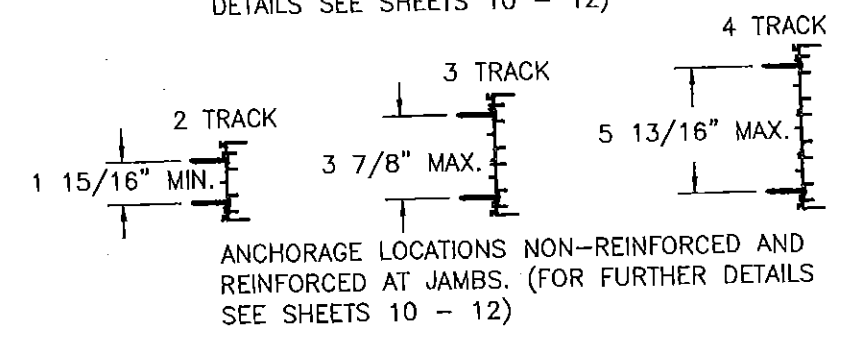 DETAILS SEE SHEETS 10 - 12)
4 TRACK
3 TRACK
2 TRACK
5 13/16" MAX.
3 7/8" MAX.
1 15/16" MIN.
ANCHORAGE LOCATIONS NON-REINFORCED AND
REINFORCED AT JAMBS. (FOR FURTHER DETAILS
SEE SHEETS 10 - 12)